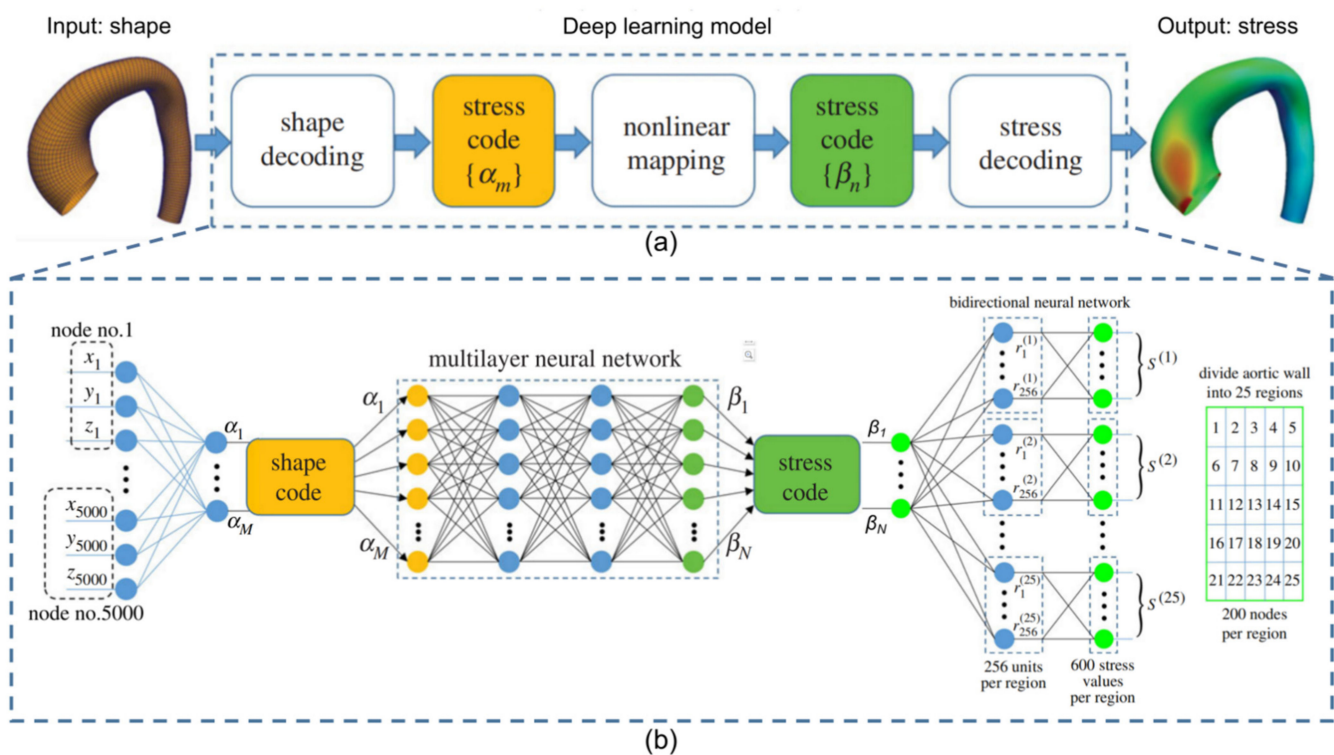 Input: shape
Deep learning model
Output: stress
shape
decoding
stress
code
{αₘ}
nonlinear
mapping
stress
code
{βₙ}
stress
decoding
(a)
node no.1
x₁
y₁
z₁
x₅₀₀₀
y₅₀₀₀
z₅₀₀₀
node no.5000
α₁
α_M
shape
code
multilayer neural network
α₁
α_M
β₁
β_N
stress
code
β₁
β_N
bidirectional neural network
r₁⁽¹⁾
r₂₅₆⁽¹⁾
r₁⁽²⁾
r₂₅₆⁽²⁾
r₁⁽²⁵⁾
r₂₅₆⁽²⁵⁾
256 units
per region
600 stress
values
per region
s⁽¹⁾
s⁽²⁾
s⁽²⁵⁾
divide aortic wall
into 25 regions
1 2 3 4 5
6 7 8 9 10
11 12 13 14 15
16 17 18 19 20
21 22 23 24 25
200 nodes
per region
(b)